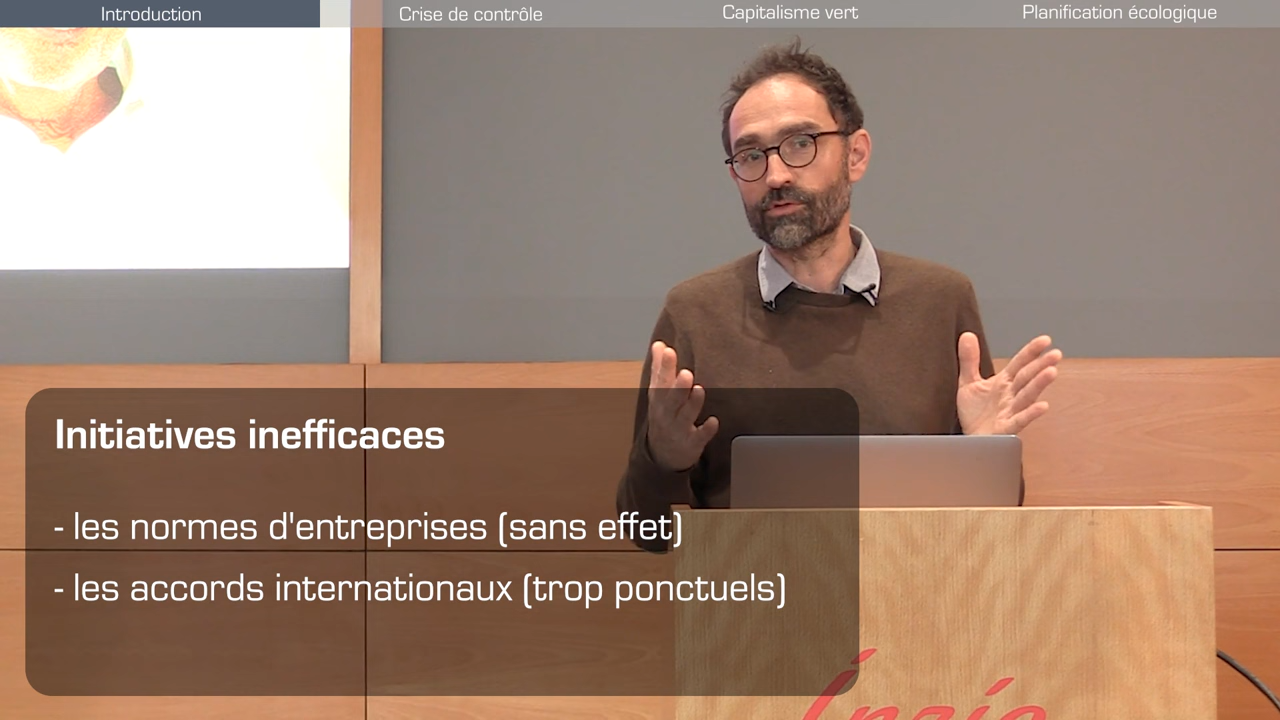 Introduction
Crise de contrôle
Capitalisme vert
Planification écologique
Initiatives inefficaces
- les normes d'entreprises (sans effet)
- les accords internationaux (trop ponctuels)